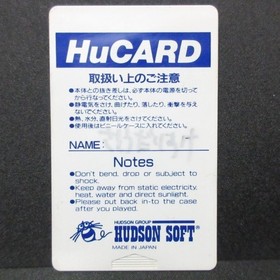 HuCARD
取扱い上のご注意
●本体との抜き差しは、必ず本体の電源を切って
から行なってください。
●静電気をさけ、曲げたり、落したり、衝撃を与え
ないでください。
●熱、水分、直射日光をさけてください。
●使用後はビニールケースに入れてください。
NAME:
Notes
●Don't bend, drop or subject to
shock.
●Keep away from static electricity,
heat, water and direct sunlight.
●Please put back in-to the case
after you played.
HUDSON GROUP
HUDSON SOFT®
MADE IN JAPAN